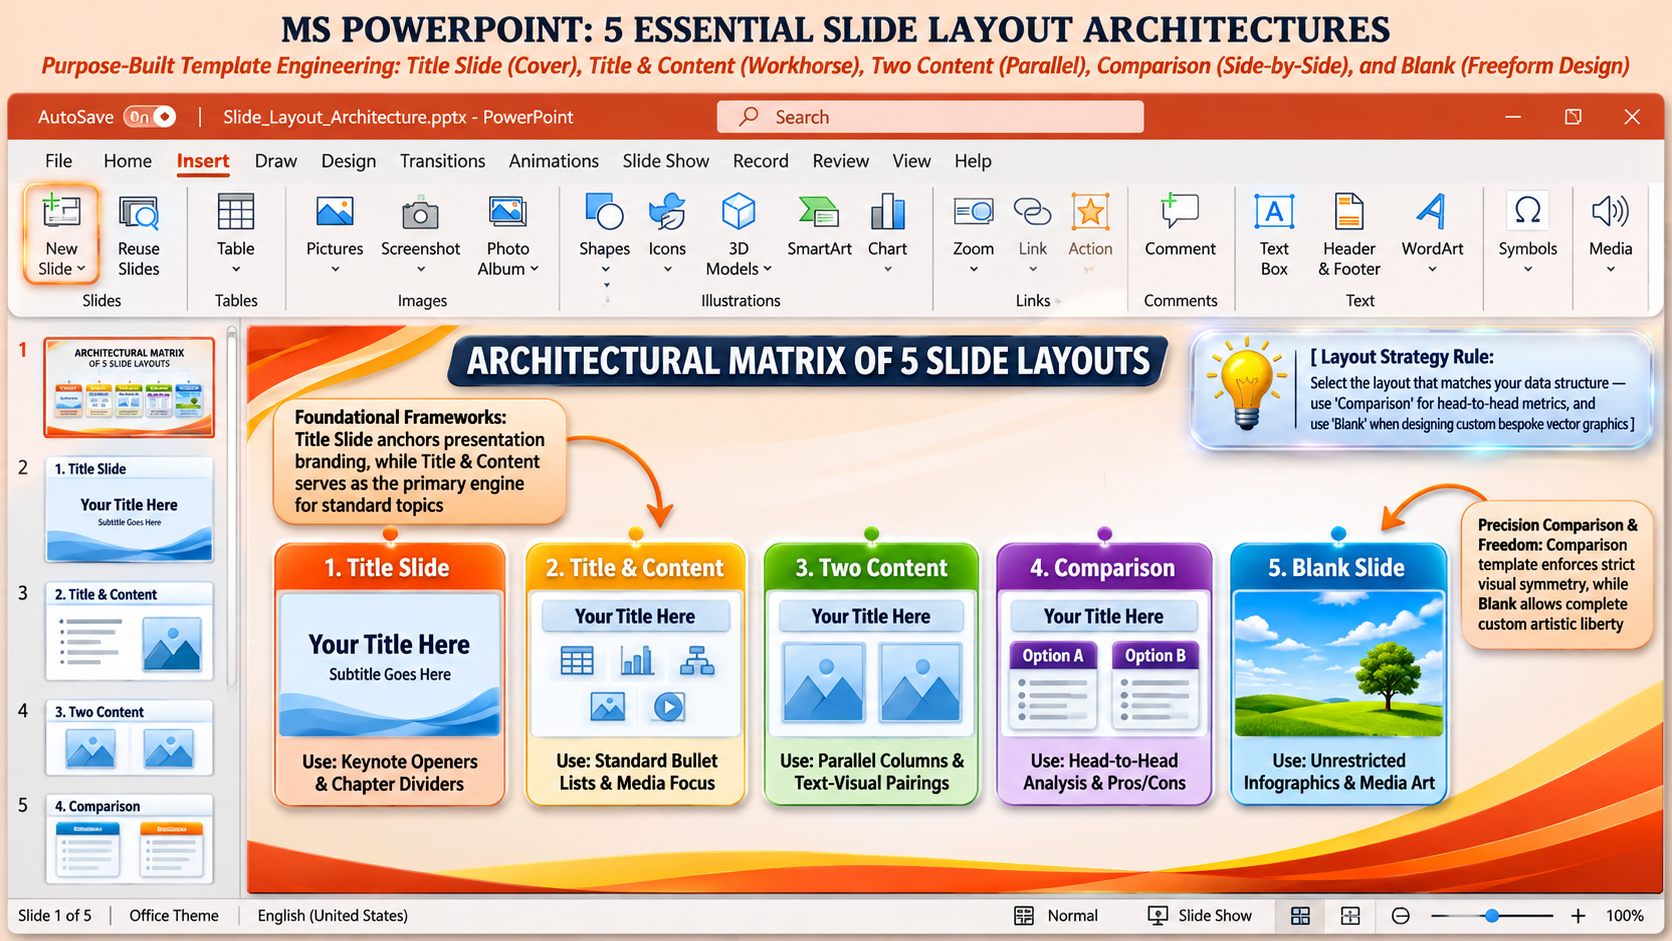 MS POWERPOINT: 5 ESSENTIAL SLIDE LAYOUT ARCHITECTURES
Purpose-Built Template Engineering: Title Slide (Cover), Title & Content (Workhorse), Two Content (Parallel), Comparison (Side-by-Side), and Blank (Freeform Design)
AutoSave On | Slide_Layout_Architecture.pptx - PowerPoint Search
File Home Insert Draw Design Transitions Animations Slide Show Record Review View Help
New Slide
Reuse Slides
Slides
Table
Tables
Pictures
Screenshot
Photo Album
Images
Shapes
Icons
3D Models
SmartArt
Chart
Illustrations
Zoom
Link
Action
Links
Comment
Comments
Text Box
Header & Footer
WordArt
Text
Symbols
Media
1
ARCHITECTURAL MATRIX
OF 5 SLIDE LAYOUTS
2
1. Title Slide
Your Title Here
Subtitle Goes Here
3
2. Title & Content
4
3. Two Content
5
4. Comparison
ARCHITECTURAL MATRIX OF 5 SLIDE LAYOUTS
[ Layout Strategy Rule:
Select the layout that matches your data structure —
use 'Comparison' for head-to-head metrics, and
use 'Blank' when designing custom bespoke vector graphics ]
Foundational Frameworks:
Title Slide anchors presentation
branding, while Title & Content
serves as the primary engine
for standard topics
Precision Comparison &
Freedom: Comparison
template enforces strict
visual symmetry, while
Blank allows complete
custom artistic liberty
1. Title Slide
Your Title Here
Subtitle Goes Here
Use: Keynote Openers
& Chapter Dividers
2. Title & Content
Your Title Here
Use: Standard Bullet
Lists & Media Focus
3. Two Content
Your Title Here
Use: Parallel Columns &
Text-Visual Pairings
4. Comparison
Your Title Here
Option A
Option B
Use: Head-to-Head
Analysis & Pros/Cons
5. Blank Slide
Use: Unrestricted
Infographics & Media Art
Slide 1 of 5 Office Theme English (United States) Normal Slide Show 100%